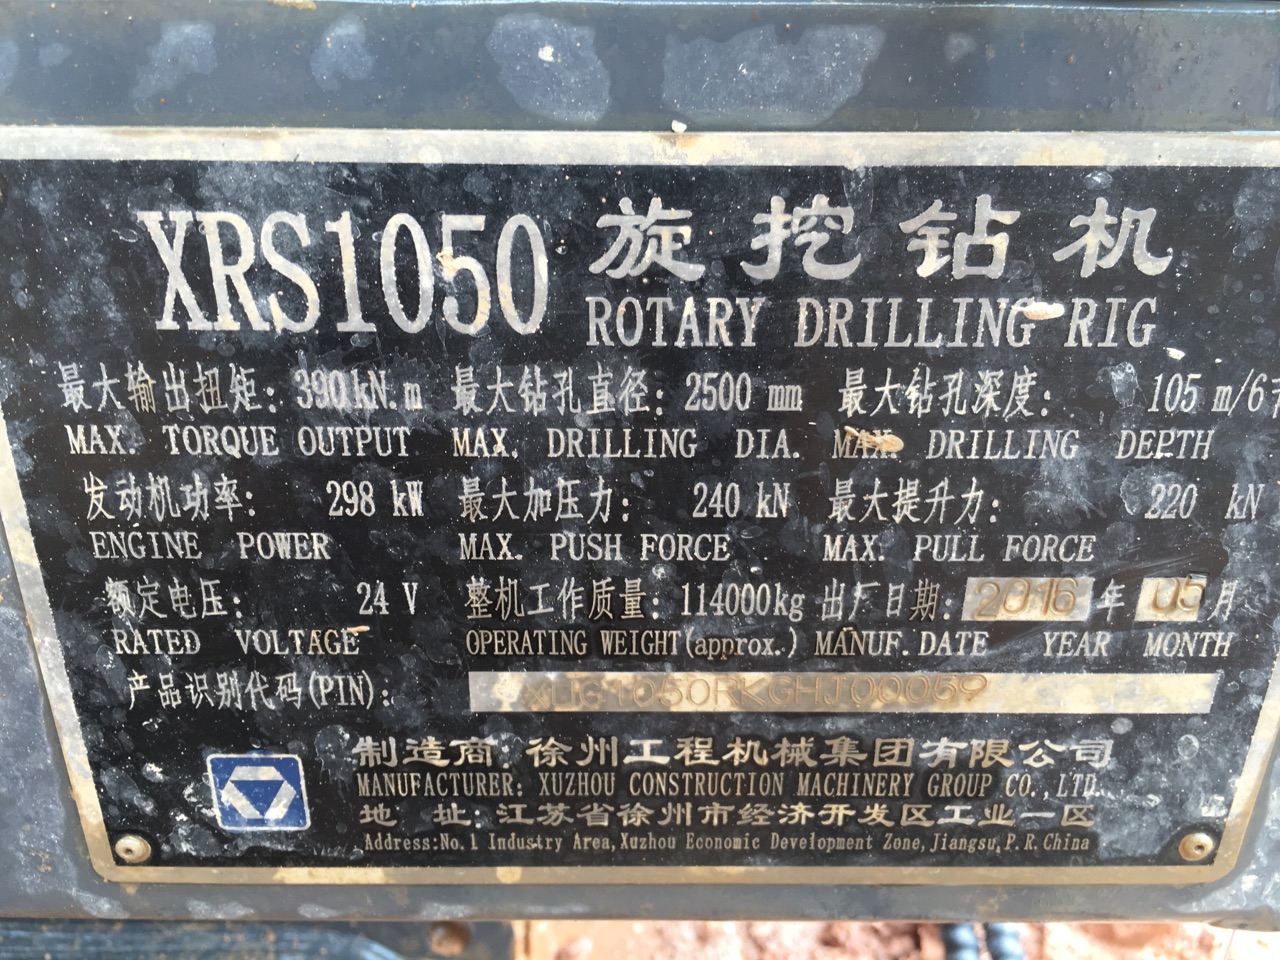 XRS1050 旋挖钻机
ROTARY DRILLING RIG
最大输出扭矩: 390 kN.m 最大钻孔直径: 2500 mm 最大钻孔深度: 105 m/6
MAX. TORQUE OUTPUT MAX. DRILLING DIA. MAX. DRILLING DEPTH
发动机功率: 298 kW 最大加压力: 240 kN 最大提升力: 220 kN
ENGINE POWER MAX. PUSH FORCE MAX. PULL FORCE
额定电压: 24 V 整机工作质量: 114000kg 出厂日期: 2016 年 05 月
RATED VOLTAGE OPERATING WEIGHT(approx.) MANUF. DATE YEAR MONTH
产品识别代码(PIN): XUG1050RKGHJ00059
制造商: 徐州工程机械集团有限公司
MANUFACTURER: XUZHOU CONSTRUCTION MACHINERY GROUP CO.,LTD.
地 址: 江苏省徐州市经济开发区工业一区
Address:No.1 Industry Area,Xuzhou Economic Development Zone,Jiangsu,P.R.China